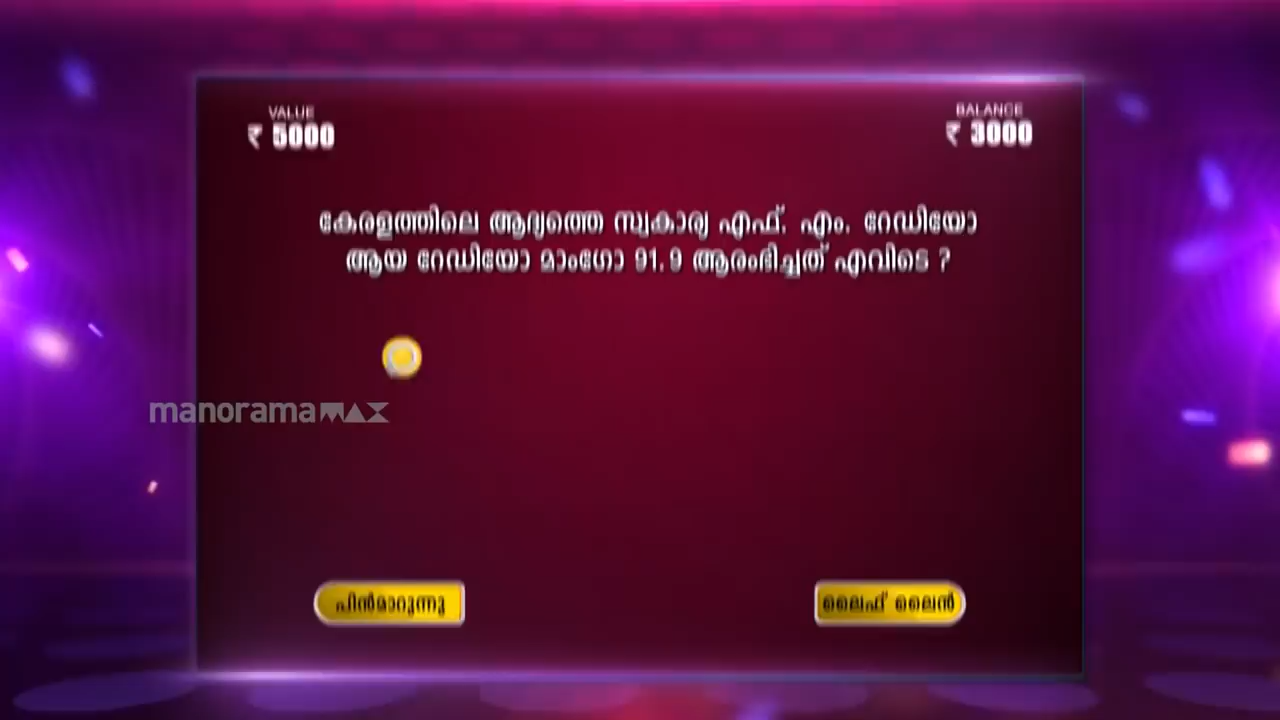 VALUE
₹ 5000
BALANCE
₹ 3000
കേരളത്തിലെ ആദ്യത്തെ സ്വകാര്യ എഫ്. എം. റേഡിയോ
ആയ റേഡിയോ മാംഗോ 91.9 ആരംഭിച്ചത് എവിടെ ?
manoramaMAX
പിൻമാറുന്നു
ലൈഫ് ലൈൻ